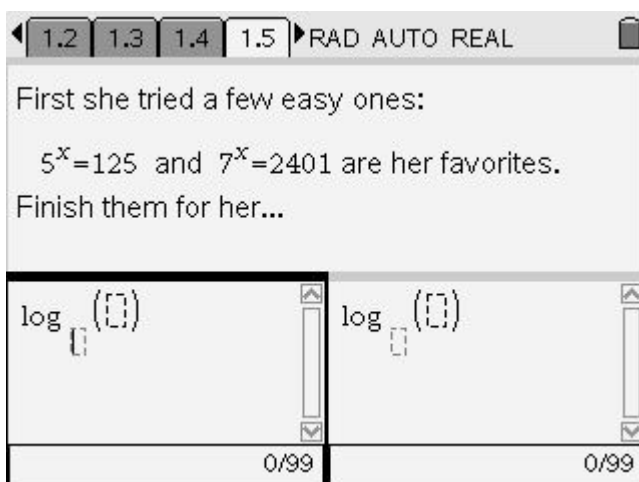 1.2 1.3 1.4 1.5 RAD AUTO REAL
First she tried a few easy ones:
5^x=125 and 7^x=2401 are her favorites.
Finish them for her...
log ( ) log ( )
0/99 0/99